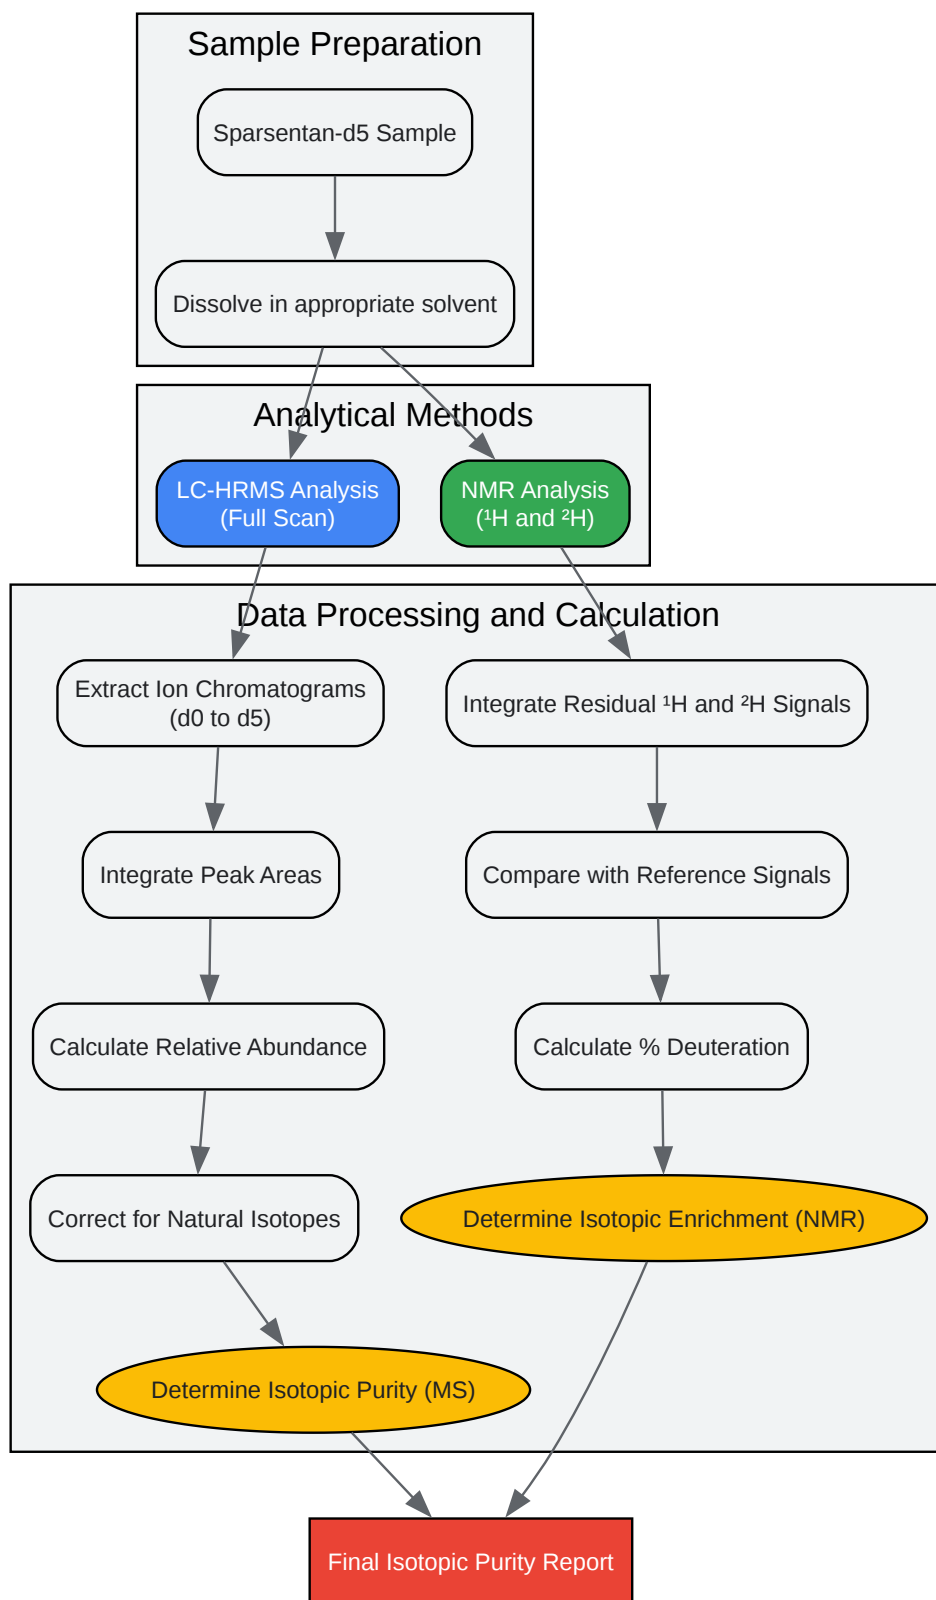 Sample Preparation
Sparsentan-d5 Sample
Dissolve in appropriate solvent
Analytical Methods
LC-HRMS Analysis
(Full Scan)
NMR Analysis
(¹H and ²H)
Data Processing and Calculation
Extract Ion Chromatograms
(d0 to d5)
Integrate Residual ¹H and ²H Signals
Integrate Peak Areas
Compare with Reference Signals
Calculate Relative Abundance
Calculate % Deuteration
Correct for Natural Isotopes
Determine Isotopic Enrichment (NMR)
Determine Isotopic Purity (MS)
Final Isotopic Purity Report